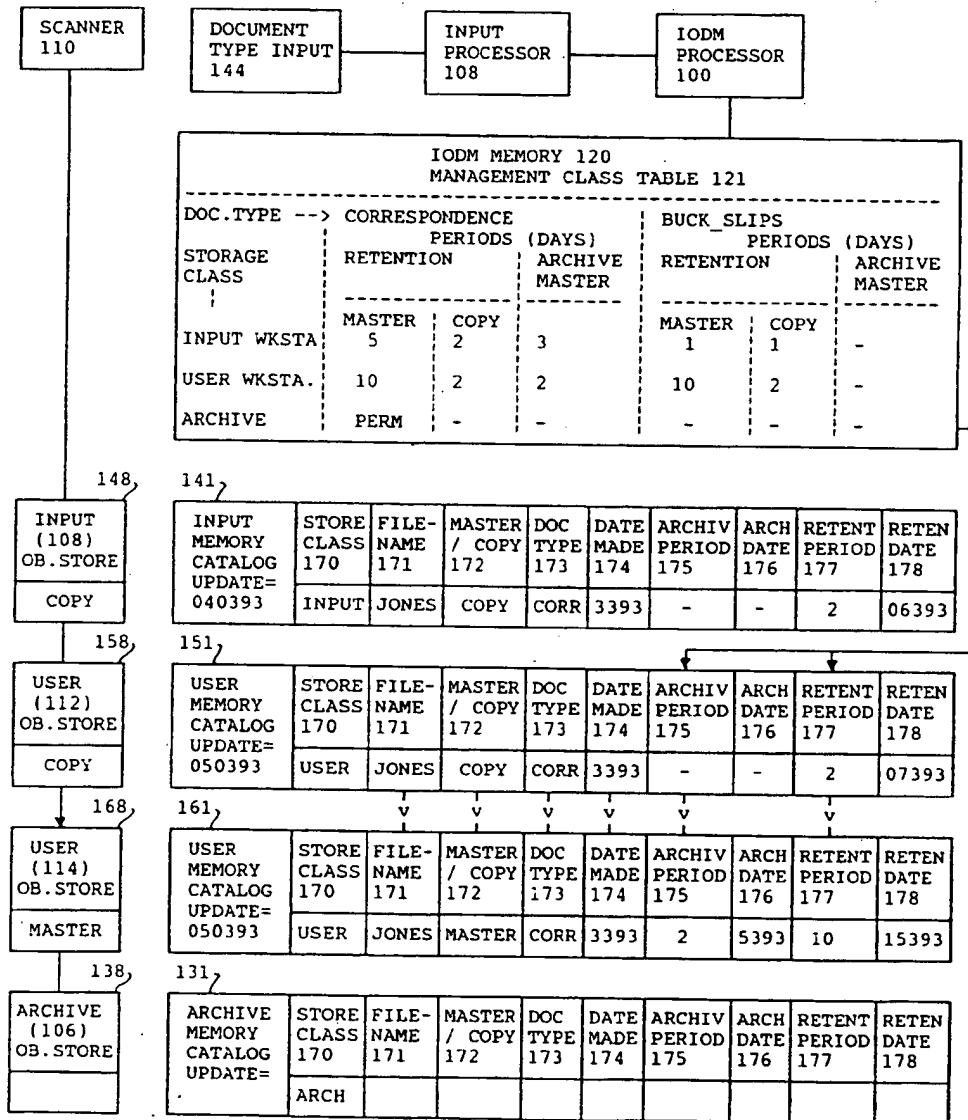 SCANNER
110
DOCUMENT
TYPE INPUT
144
INPUT
PROCESSOR
108
IODM
PROCESSOR
100
IODM MEMORY 120
MANAGEMENT CLASS TABLE 121
DOC.TYPE --> CORRESPONDENCE BUCK_SLIPS
PERIODS (DAYS) PERIODS (DAYS)
STORAGE RETENTION ARCHIVE RETENTION ARCHIVE
CLASS MASTER MASTER
MASTER COPY MASTER COPY
INPUT WKSTA 5 2 3 1 1 -
USER WKSTA. 10 2 2 10 2 -
ARCHIVE PERM - - - - -
148
INPUT
(108)
OB.STORE
COPY
141
INPUT STORE FILE- MASTER DOC DATE ARCHIV ARCH RETENT RETEN
MEMORY CLASS NAME / COPY TYPE MADE PERIOD DATE PERIOD DATE
CATALOG 170 171 172 173 174 175 176 177 178
UPDATE=
040393 INPUT JONES COPY CORR 3393 - - 2 06393
158
USER
(112)
OB.STORE
COPY
151
USER STORE FILE- MASTER DOC DATE ARCHIV ARCH RETENT RETEN
MEMORY CLASS NAME / COPY TYPE MADE PERIOD DATE PERIOD DATE
CATALOG 170 171 172 173 174 175 176 177 178
UPDATE=
050393 USER JONES COPY CORR 3393 - - 2 07393
v v v v v v
168
USER
(114)
OB.STORE
MASTER
161
USER STORE FILE- MASTER DOC DATE ARCHIV ARCH RETENT RETEN
MEMORY CLASS NAME / COPY TYPE MADE PERIOD DATE PERIOD DATE
CATALOG 170 171 172 173 174 175 176 177 178
UPDATE=
050393 USER JONES MASTER CORR 3393 2 5393 10 15393
138
ARCHIVE
(106)
OB.STORE
131
ARCHIVE STORE FILE- MASTER DOC DATE ARCHIV ARCH RETENT RETEN
MEMORY CLASS NAME / COPY TYPE MADE PERIOD DATE PERIOD DATE
CATALOG 170 171 172 173 174 175 176 177 178
UPDATE=
ARCH